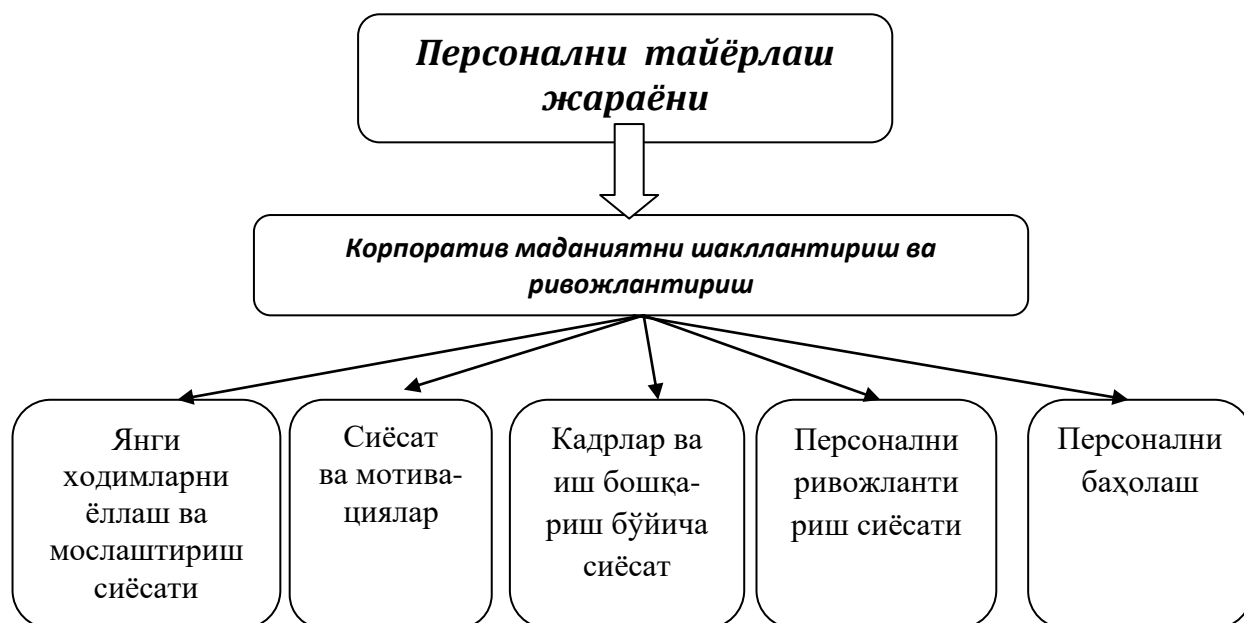 Персонални тайёрлаш
жараёни
Корпоратив маданиятни шакллантириш ва
ривожлантириш
Янги
ходимларни
ёллаш ва
мослаштириш
сиёсати
Сиёсат
ва мотива-
циялар
Кадрлар ва
иш бошқа-
риш бўйича
сиёсат
Персонални
ривожланти
риш сиёсати
Персонални
баҳолаш